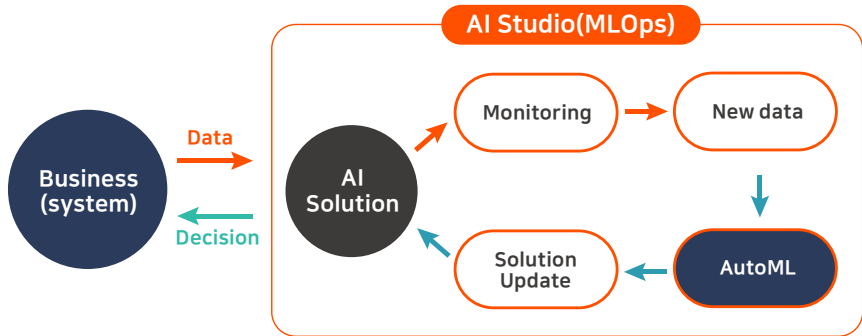 AI Studio(MLOps)
Monitoring
New data
Data
Business
(system)
AI
Solution
Decision
Solution
Update
AutoML